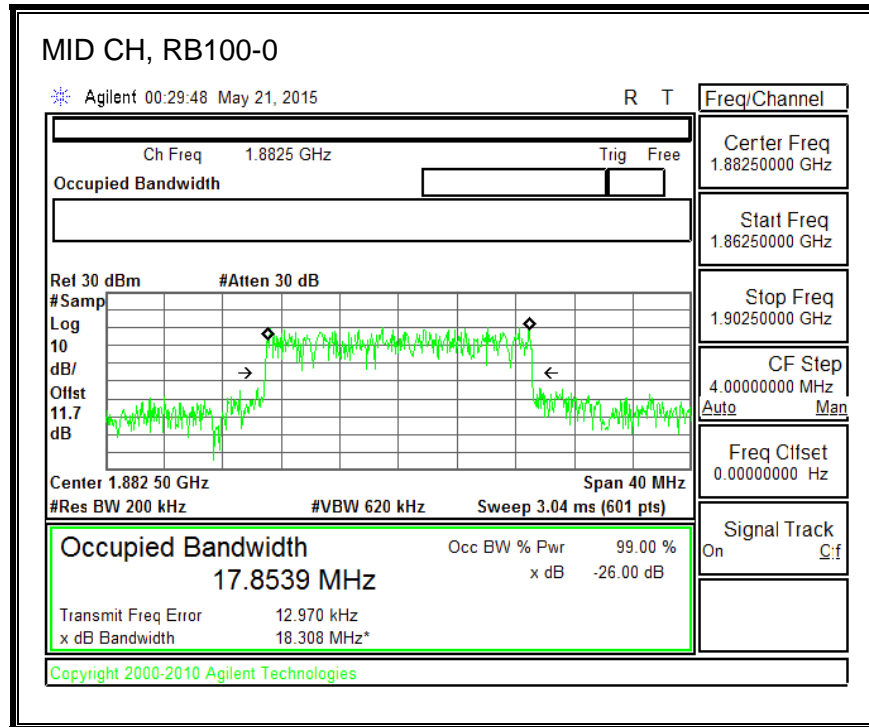 MID CH, RB100-0
Agilent 00:29:48 May 21, 2015 R T
Freq/Channel
Ch Freq 1.8825 GHz Trig Free
Occupied Bandwidth
Center Freq
1.88250000 GHz
Start Freq
1.86250000 GHz
Stop Freq
1.90250000 GHz
CF Step
4.00000000 MHz
Auto Man
Freq Offset
0.00000000 Hz
Signal Track
On
Ref 30 dBm #Atten 30 dB
#Samp
Log
10
dB/
Offst
11.7
dB
Center 1.882 50 GHz Span 40 MHz
#Res BW 200 kHz #VBW 620 kHz Sweep 3.04 ms (601 pts)
Occupied Bandwidth
17.8539 MHz
Occ BW % Pwr 99.00 %
x dB -26.00 dB
Transmit Freq Error 12.970 kHz
x dB Bandwidth 18.308 MHz*
Copyright 2000-2010 Agilent Technologies